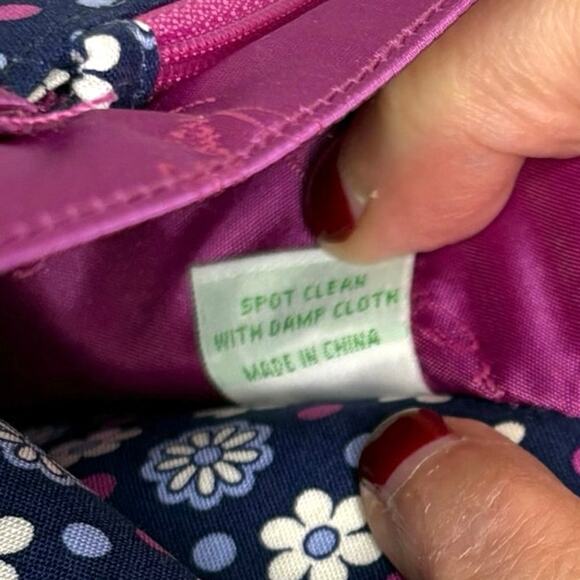 SPOT CLEAN
WITH DAMP CLOTH
MADE IN CHINA